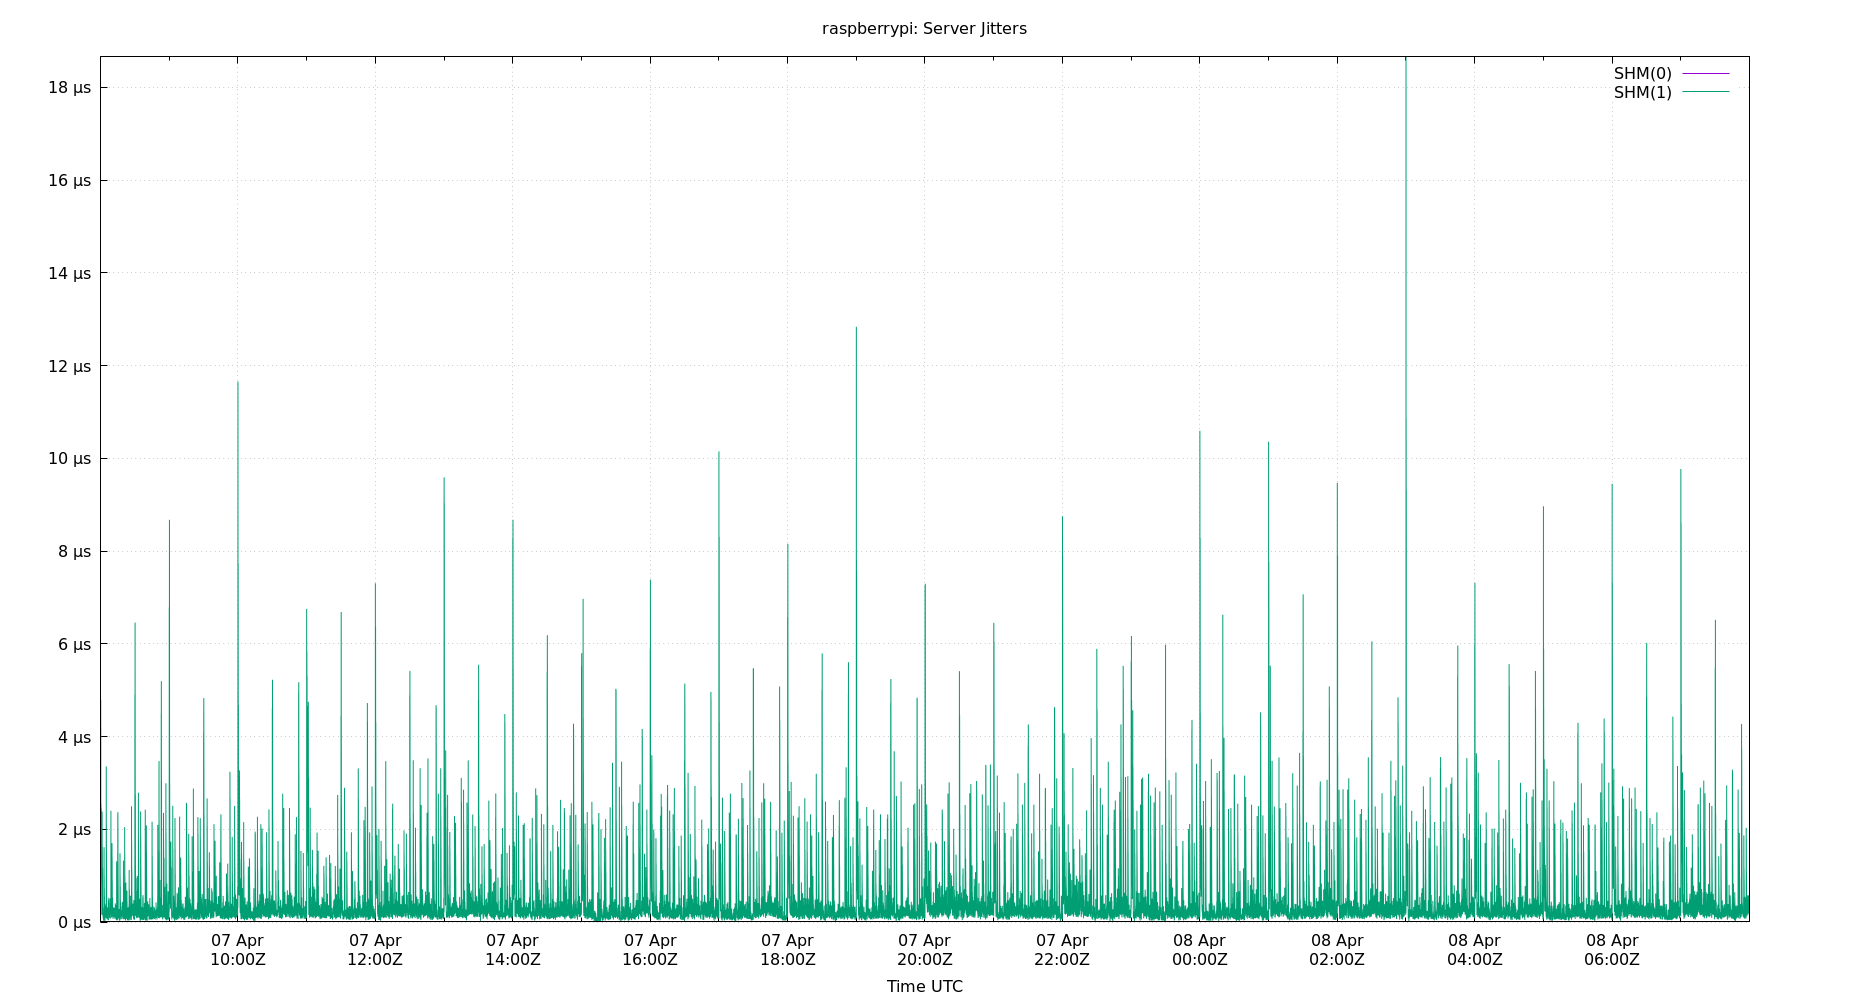 raspberrypi: Server Jitters
SHM(0)
SHM(1)
18 µs
16 µs
14 µs
12 µs
10 µs
8 µs
6 µs
4 µs
2 µs
0 µs
07 Apr 07 Apr 07 Apr 07 Apr 07 Apr 07 Apr 07 Apr 08 Apr 08 Apr 08 Apr 08 Apr
10:00Z 12:00Z 14:00Z 16:00Z 18:00Z 20:00Z 22:00Z 00:00Z 02:00Z 04:00Z 06:00Z
Time UTC